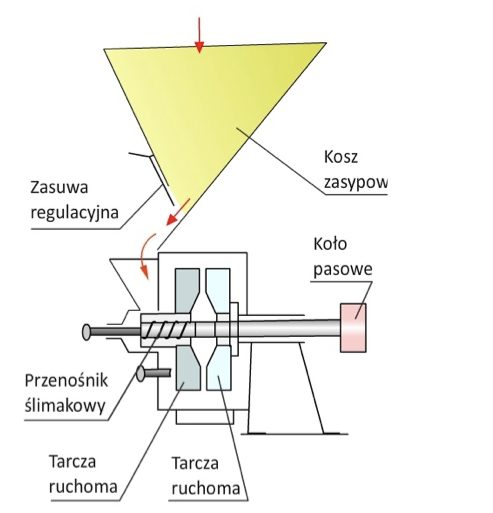 Kosz
zasypow
Zasuwa
regulacyjna
Koło
pasowe
Przenośnik
ślimakowy
Tarcza
ruchoma
Tarcza
ruchoma